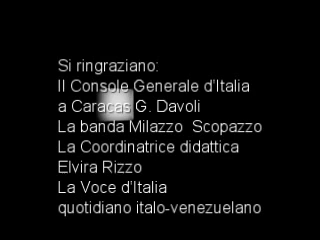 Si ringraziano:
Il Console Generale d'Italia
a Caracas G. Davoli
La banda Milazzo Scopazzo
La Coordinatrice didattica
Elvira Rizzo
La Voce d'Italia
quotidiano italo-venezuelano